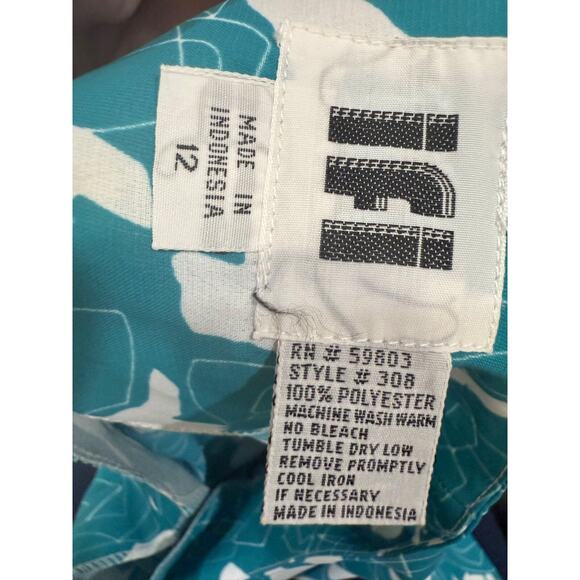 MADE IN
INDONESIA
12
ifi
RN # 59803
STYLE # 308
100% POLYESTER
MACHINE WASH WARM
NO BLEACH
TUMBLE DRY LOW
REMOVE PROMPTLY
COOL IRON
IF NECESSARY
MADE IN INDONESIA